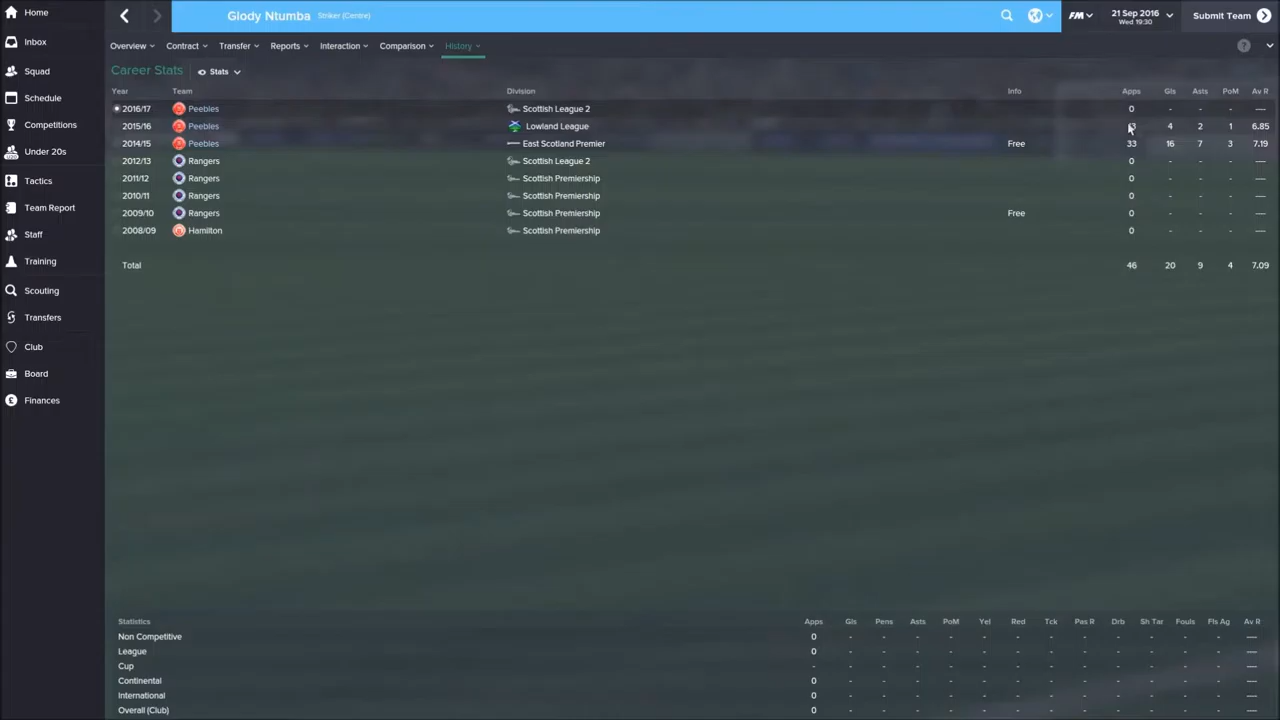 Home
Glody Ntumba Striker (Centre) FM 21 Sep 2016 Wed 19:30 Submit Team
Inbox
Overview Contract Transfer Reports Interaction Comparison History ?
Squad
Career Stats Stats
Schedule
Year Team Division Info Apps Gls Asts PoM Av R
Competitions
2016/17 Peebles Scottish League 2 0 - - - ---
2015/16 Peebles Lowland League 4 2 1 6.85
Under 20s
2014/15 Peebles East Scotland Premier Free 33 16 7 3 7.19
2012/13 Rangers Scottish League 2 0 - - - ---
Tactics
2011/12 Rangers Scottish Premiership 0 - - - ---
2010/11 Rangers Scottish Premiership 0 - - - ---
Team Report
2009/10 Rangers Scottish Premiership Free 0 - - - ---
Staff
2008/09 Hamilton Scottish Premiership 0 - - - ---
Training
Total 46 20 9 4 7.09
Scouting
Transfers
Club
Board
Finances
Statistics Apps Gls Pens Asts PoM Yel Red Tck Pas R Drb Sh Tar Fouls Fls Ag Av R
Non Competitive 0 - - - - - - - - - - - - ---
League 0 - - - - - - - - - - - - ---
Cup - - - - - - - - - - - - - ---
Continental 0 - - - - - - - - - - - - ---
International 0 - - - - - - - - - - - - ---
Overall (Club) 0 - - - - - - - - - - - - ---